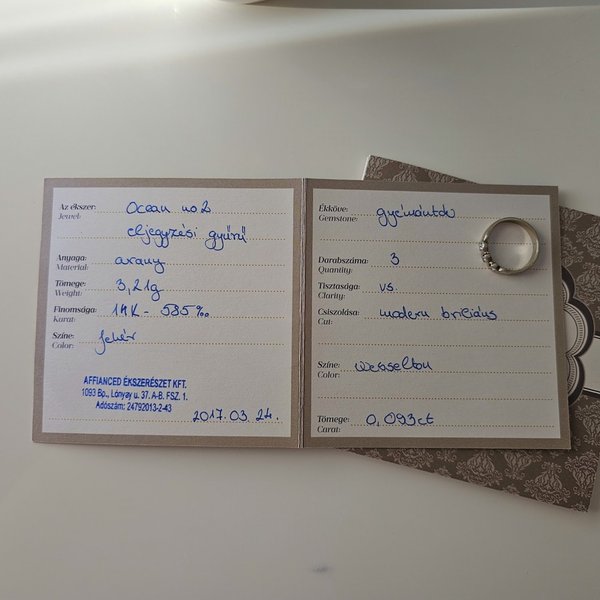 Az ékszer: Ocean no2
Jewel:
eljegyzési gyűrű
Anyaga: arany
Material:
Tömege: 3,21g
Weight:
Finomsága: 14K - 585‰
Karat:
Színe: fehér
Color:
AFFIANCED ÉKSZERÉSZET KFT.
1093 Bp., Lónyay u. 37. A-B. FSZ. 1.
Adószám: 24792013-2-43
2017.03.24.
Ékköve: gyémántok
Gemstone:
Darabszáma: 3
Quantity:
Tisztasága: vs.
Clarity:
Csiszolása: modern briliáns
Cut:
Színe: wesselton
Color:
Tömege: 0,093ct
Carat: